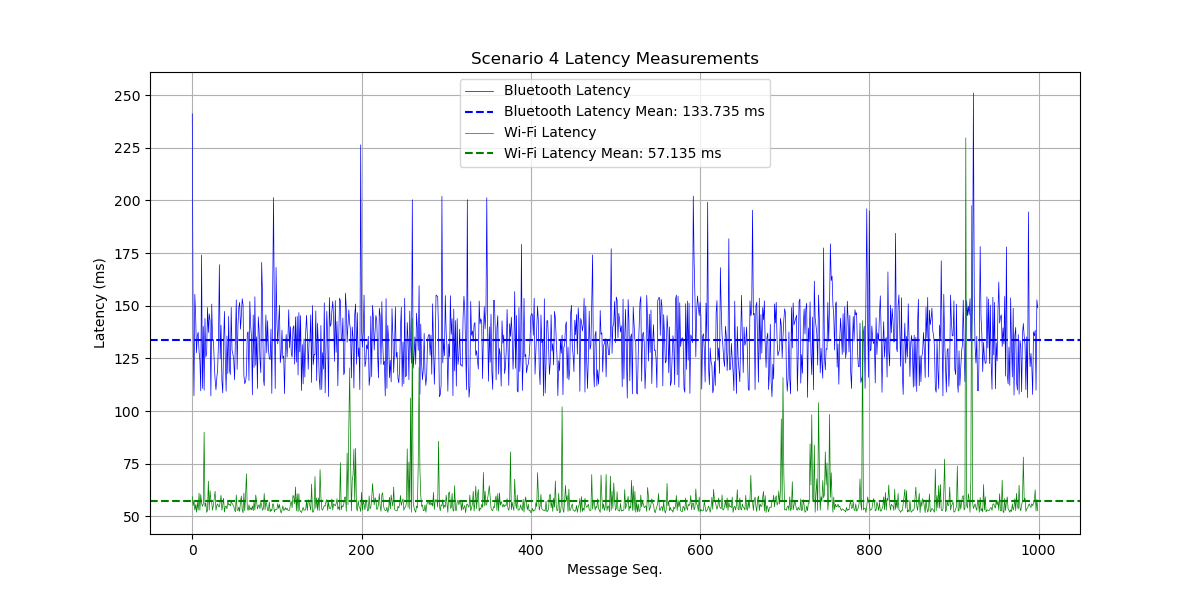 Scenario 4 Latency Measurements
Bluetooth Latency
Bluetooth Latency Mean: 133.735 ms
Wi-Fi Latency
Wi-Fi Latency Mean: 57.135 ms
Latency (ms)
250
225
200
175
150
125
100
75
50
0 200 400 600 800 1000
Message Seq.